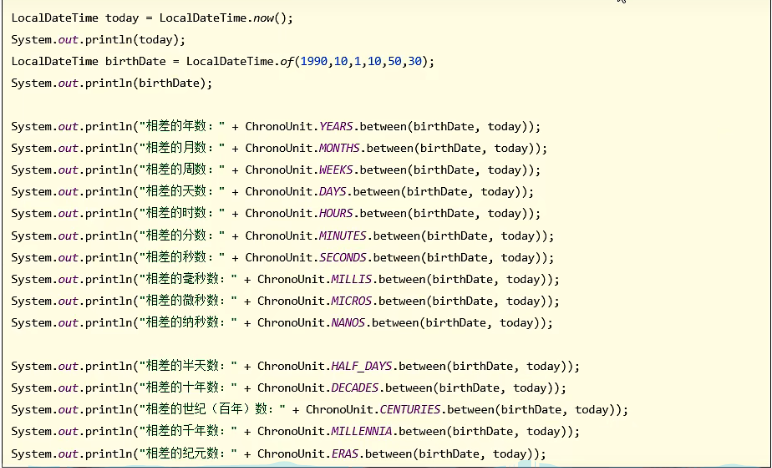 LocalDateTime today = LocalDateTime.now();
System.out.println(today);
LocalDateTime birthDate = LocalDateTime.of(1990,10,1,10,50,30);
System.out.println(birthDate);
System.out.println("相差的年数：" + ChronoUnit.YEARS.between(birthDate, today));
System.out.println("相差的月数：" + ChronoUnit.MONTHS.between(birthDate, today));
System.out.println("相差的周数：" + ChronoUnit.WEEKS.between(birthDate, today));
System.out.println("相差的天数：" + ChronoUnit.DAYS.between(birthDate, today));
System.out.println("相差的时数：" + ChronoUnit.HOURS.between(birthDate, today));
System.out.println("相差的分数：" + ChronoUnit.MINUTES.between(birthDate, today));
System.out.println("相差的秒数：" + ChronoUnit.SECONDS.between(birthDate, today));
System.out.println("相差的毫秒数：" + ChronoUnit.MILLIS.between(birthDate, today));
System.out.println("相差的微秒数：" + ChronoUnit.MICROS.between(birthDate, today));
System.out.println("相差的纳秒数：" + ChronoUnit.NANOS.between(birthDate, today));
System.out.println("相差的半天数：" + ChronoUnit.HALF_DAYS.between(birthDate, today));
System.out.println("相差的十年数：" + ChronoUnit.DECADES.between(birthDate, today));
System.out.println("相差的世纪（百年）数：" + ChronoUnit.CENTURIES.between(birthDate, today));
System.out.println("相差的千年数：" + ChronoUnit.MILLENNIA.between(birthDate, today));
System.out.println("相差的纪元数：" + ChronoUnit.ERAS.between(birthDate, today));